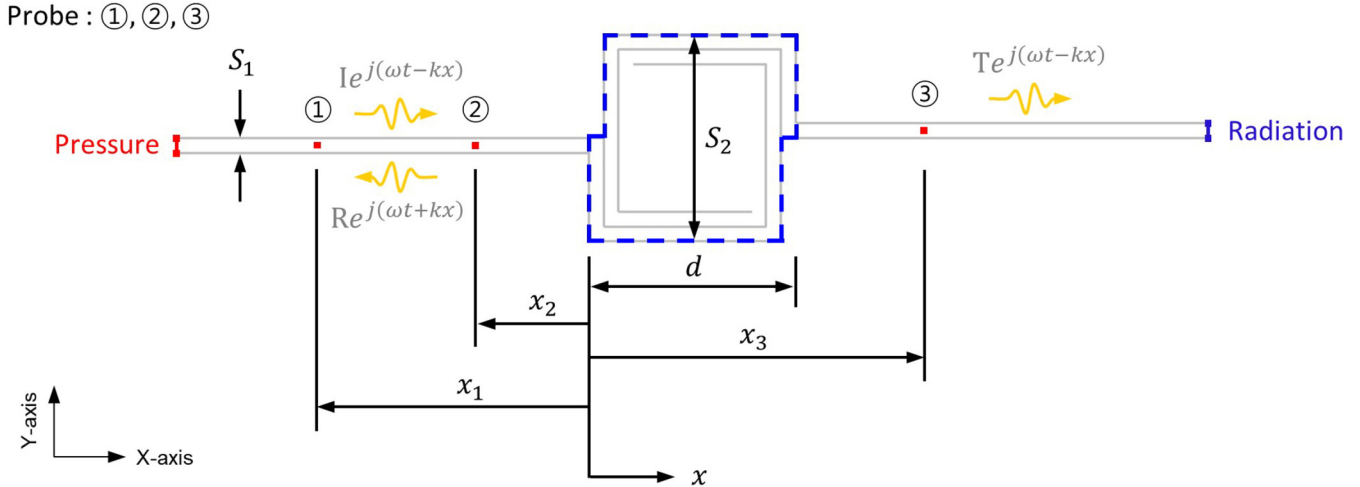 Probe : ①, ②, ③
S₁
Ie^{j(ωt−kx)}
Te^{j(ωt−kx)}
①
②
③
Pressure
S₂
Radiation
Re^{j(ωt+kx)}
d
x₂
x₃
x₁
Y-axis
X-axis
x